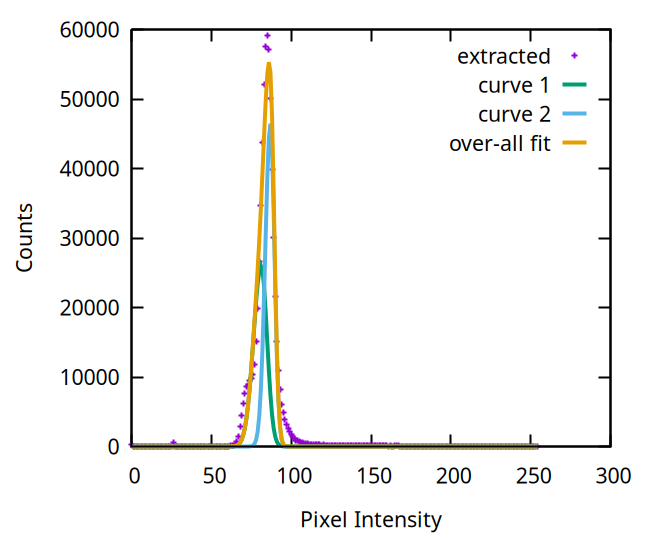 60000
50000
40000
30000
20000
10000
0
0 50 100 150 200 250 300
Counts
Pixel Intensity
extracted
curve 1
curve 2
over-all fit